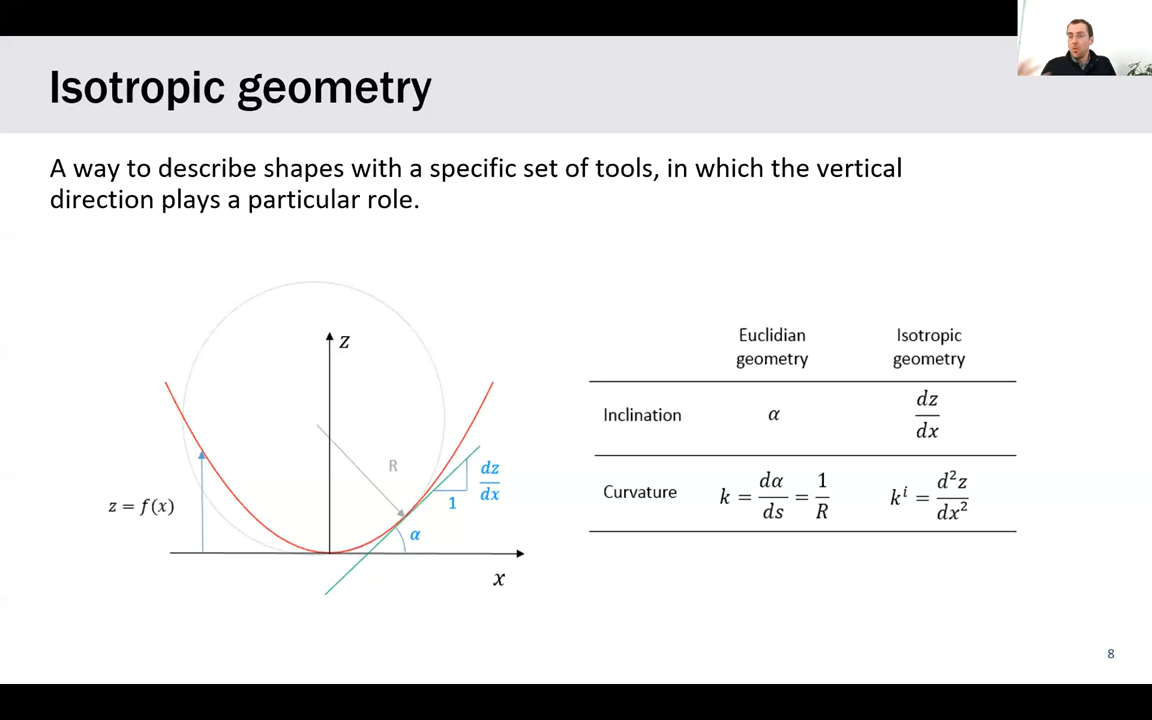 Isotropic geometry
A way to describe shapes with a specific set of tools, in which the vertical
direction plays a particular role.
z
R
dz
dx
1
z = f(x)
α
x
Euclidian
geometry
Isotropic
geometry
Inclination
α
dz
dx
Curvature
k = dα/ds = 1/R
kⁱ = d²z/dx²
8